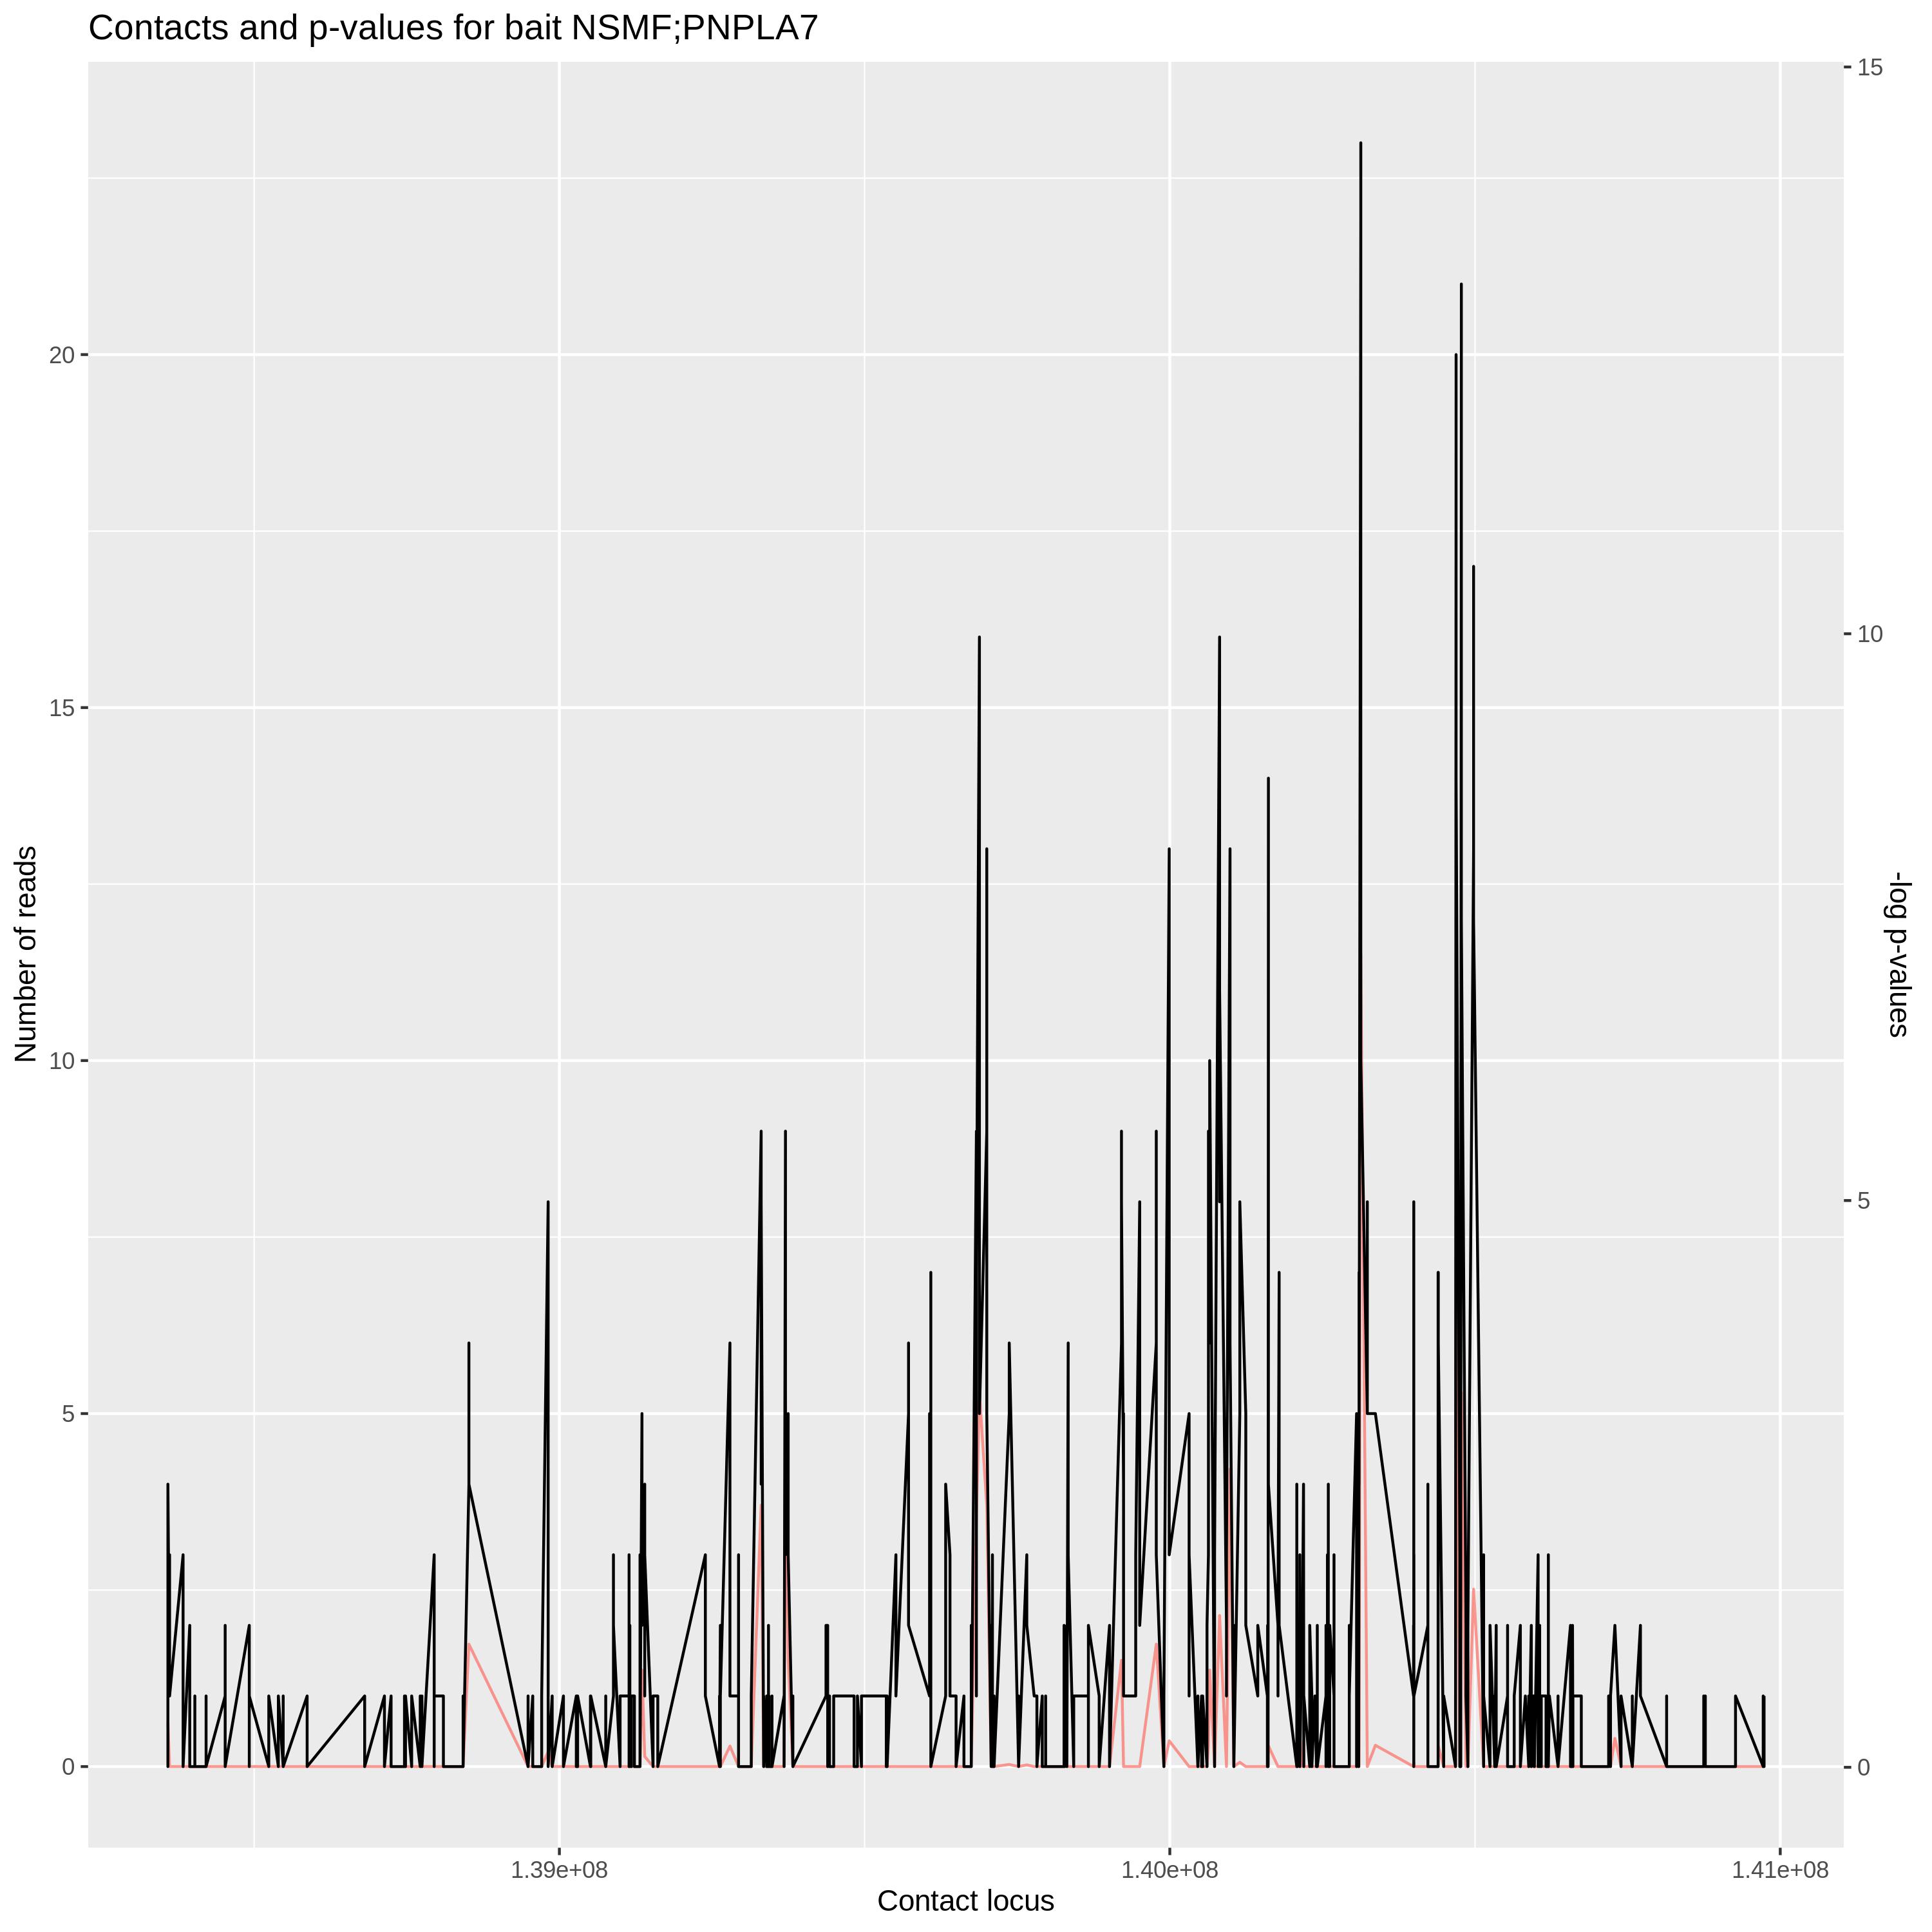 Contacts and p-values for bait NSMF;PNPLA7
15
20
10
15
Number of reads
-log p-values
10
5
5
0
0
1.39e+08
1.40e+08
1.41e+08
Contact locus